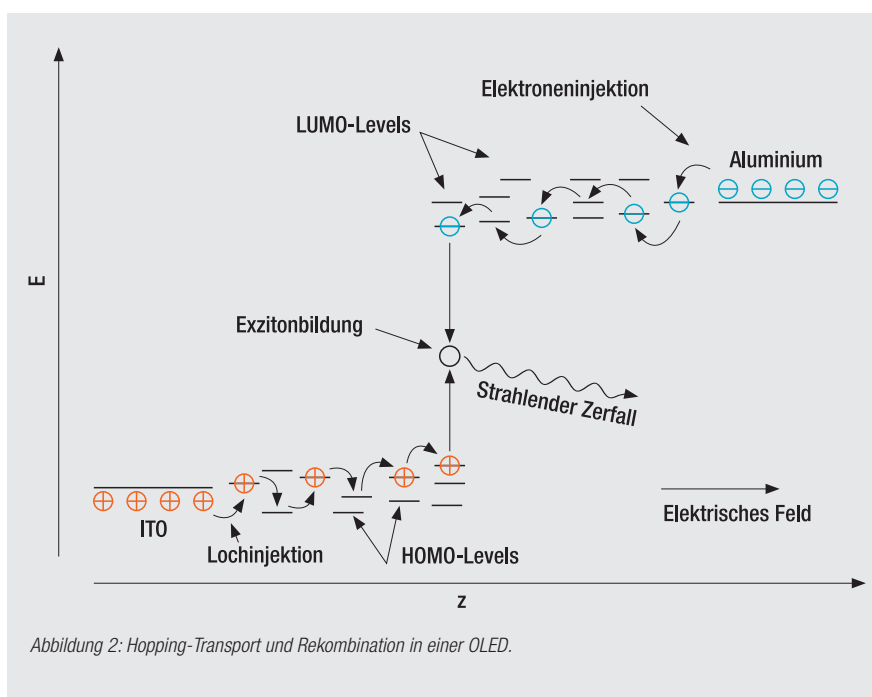 Elektroneninjektion
LUMO-Levels
Aluminium
E
Exzitonbildung
Strahlender Zerfall
ITO
Lochinjektion
HOMO-Levels
Elektrisches Feld
z
Abbildung 2: Hopping-Transport und Rekombination in einer OLED.